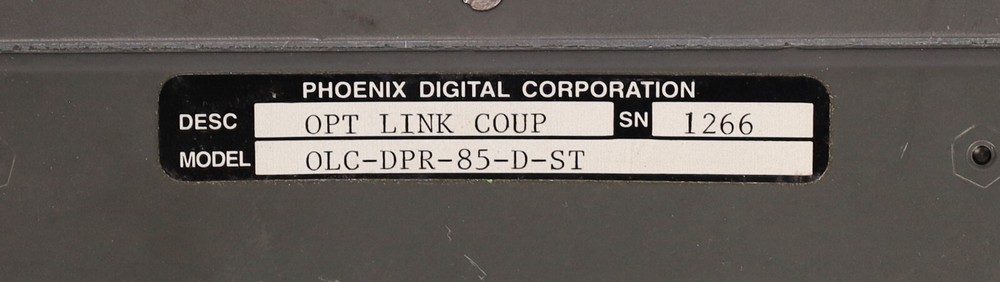 PHOENIX DIGITAL CORPORATION
DESC OPT LINK COUP SN 1266
MODEL OLC-DPR-85-D-ST